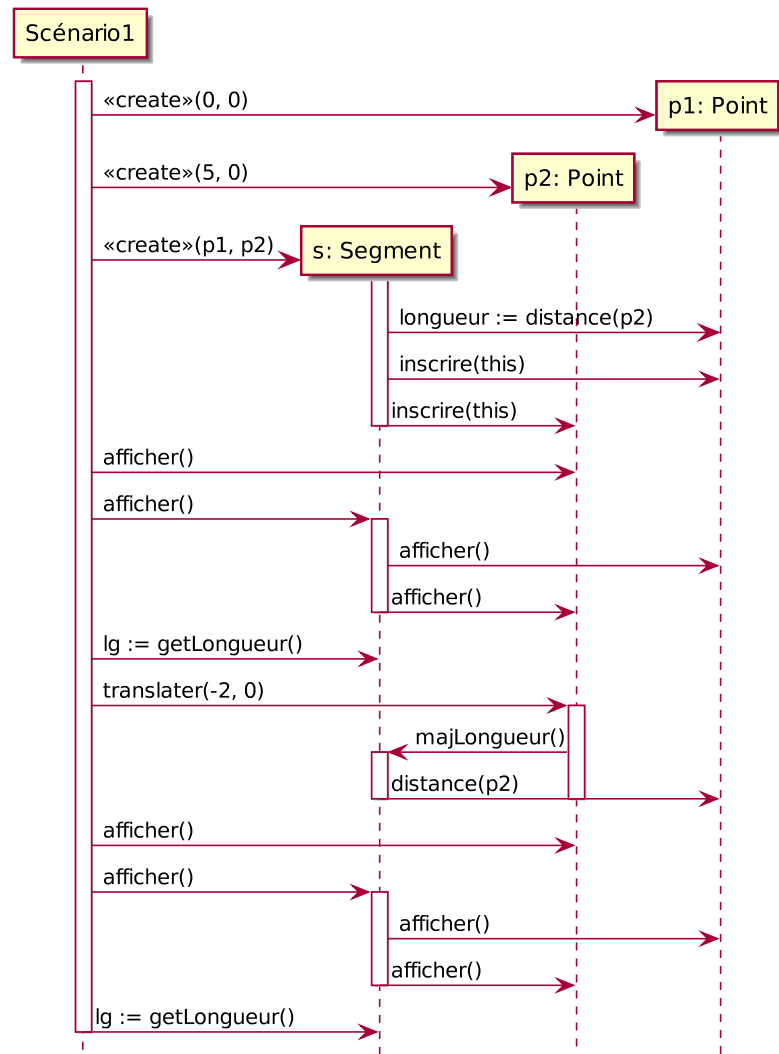 Scénario1
«create»(0, 0)
p1: Point
«create»(5, 0)
p2: Point
«create»(p1, p2)
s: Segment
longueur := distance(p2)
inscrire(this)
inscrire(this)
afficher()
afficher()
afficher()
afficher()
lg := getLongueur()
translater(-2, 0)
majLongueur()
distance(p2)
afficher()
afficher()
afficher()
afficher()
lg := getLongueur()